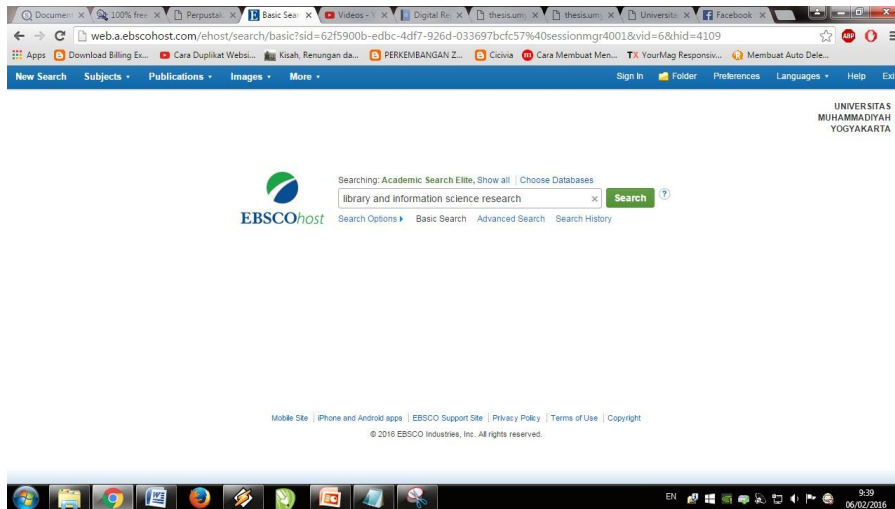 Document 100% free Perpustak Basic Sear Videos - Y Digital Re thesis.umy thesis.umy Universita Facebook
web.a.ebscohost.com/ehost/search/basic?sid=62f5900b-edbc-4df7-926d-033697bcfc57%40sessionmgr4001&vid=6&hid=4109 ABP
Apps Download Billing Ex... Cara Duplikat Websi... Kisah, Renungan da... PERKEMBANGAN Z... Cicivia Cara Membuat Men... TX YourMag Responsiv... Membuat Auto Dele...
New Search Subjects Publications Images More Sign In Folder Preferences Languages Help Exi
UNIVERSITAS
MUHAMMADIYAH
YOGYAKARTA
Searching: Academic Search Elite, Show all | Choose Databases
library and information science research × Search ?
EBSCOhost Search Options Basic Search Advanced Search Search History
Mobile Site | iPhone and Android apps | EBSCO Support Site | Privacy Policy | Terms of Use | Copyright
© 2016 EBSCO Industries, Inc. All rights reserved.
EN 9:39
06/02/2016